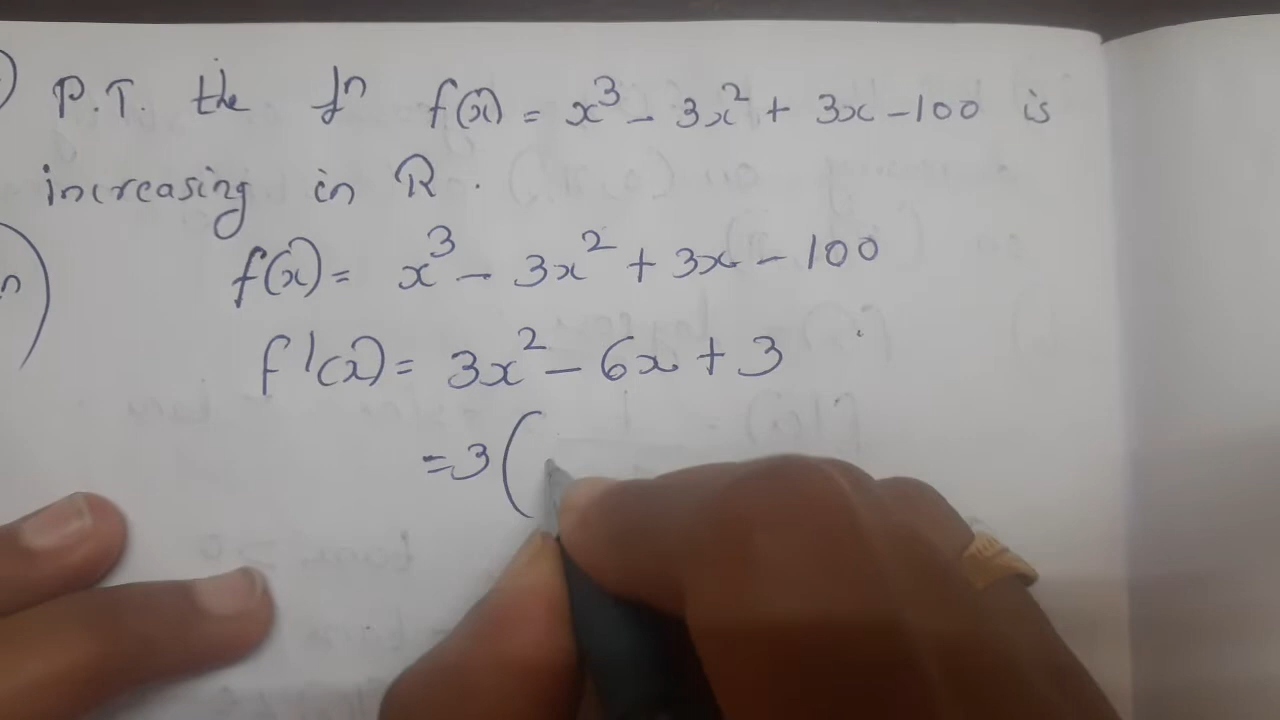 P.T. the fn f(x) = x³ - 3x² + 3x - 100 is
increasing in R.
f(x) = x³ - 3x² + 3x - 100
f'(x) = 3x² - 6x + 3
= 3 (